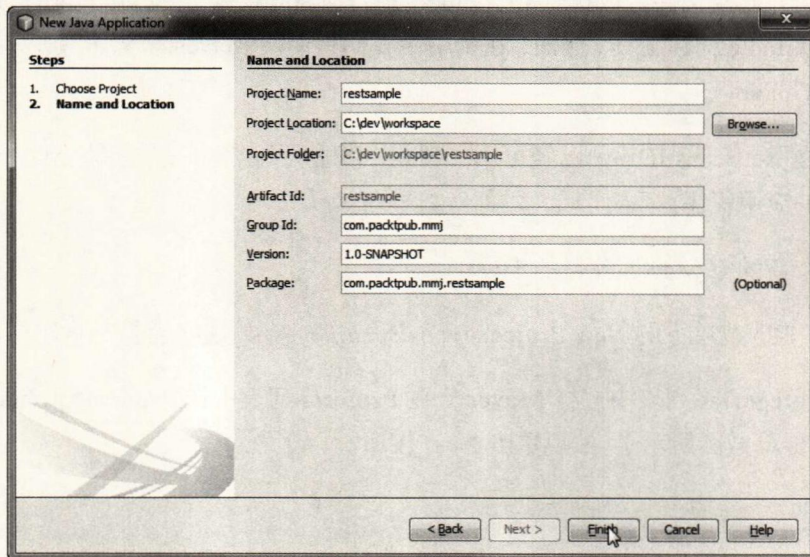 New Java Application
Steps
1. Choose Project
2. Name and Location
Name and Location
Project Name: restsample
Project Location: C:\dev\workspace Browse...
Project Folder: C:\dev\workspace\restsample
Artifact Id: restsample
Group Id: com.packtpub.mmj
Version: 1.0-SNAPSHOT
Package: com.packtpub.mmj.restsample (Optional)
< Back Next > Finish Cancel Help